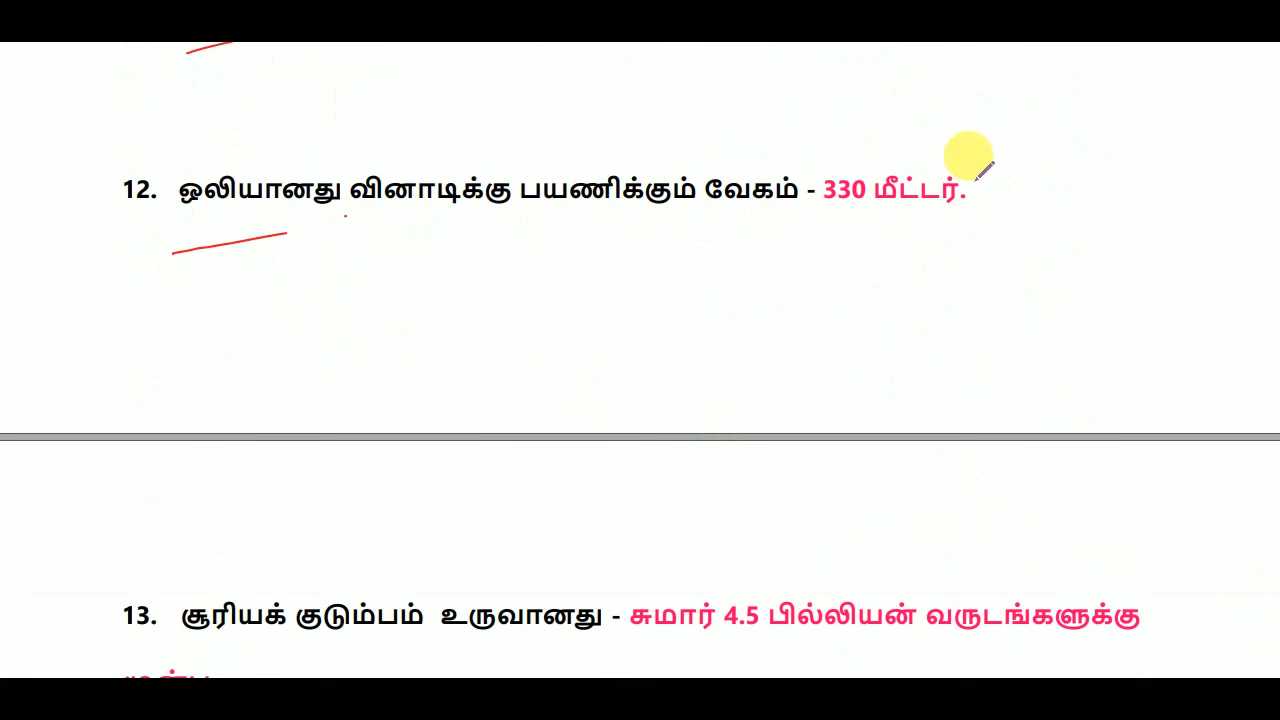 12. ஒலியானது வினாடிக்கு பயணிக்கும் வேகம் - 330 மீட்டர்.
13. சூரியக் குடும்பம் உருவானது - சுமார் 4.5 பில்லியன் வருடங்களுக்கு